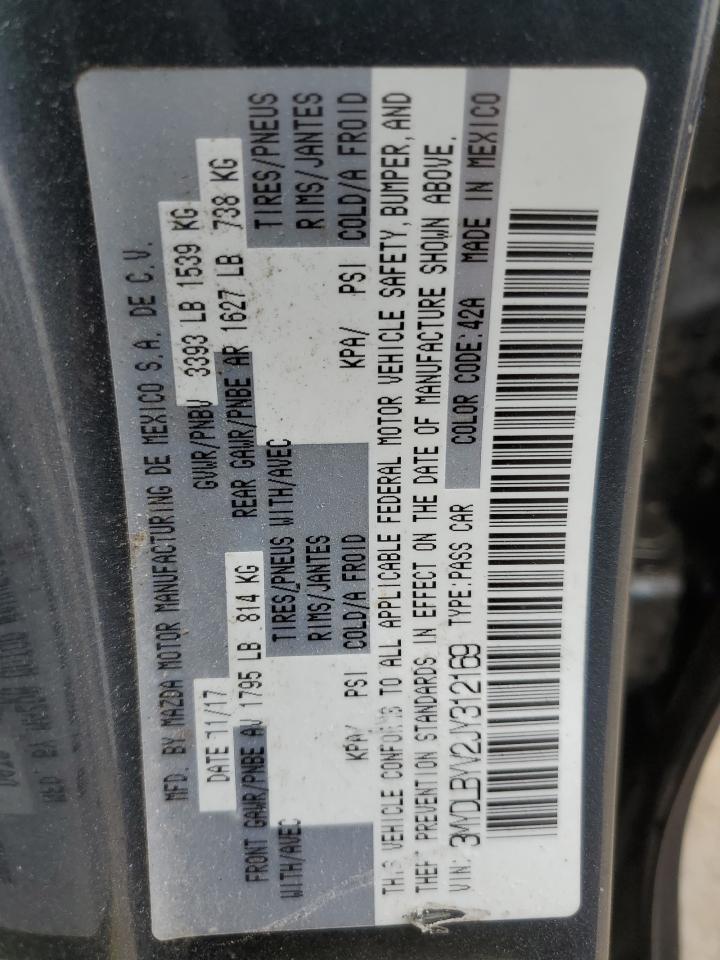 MFD. BY MAZDA MOTOR MANUFACTURING DE MEXICO S.A. DE C.V.
DATE 11/17 GVWR/PNBV 3393 LB 1539 KG
FRONT GAWR/PNBE AV 1795 LB 814 KG REAR GAWR/PNBE AR 1627 LB 738 KG
WITH/AVEC TIRES/PNEUS WITH/AVEC TIRES/PNEUS
RIMS/JANTES RIMS/JANTES
KPA/ PSI COLD/A FROID KPA/ PSI COLD/A FROID
THIS VEHICLE CONFORMS TO ALL APPLICABLE FEDERAL MOTOR VEHICLE SAFETY, BUMPER, AND
THEFT PREVENTION STANDARDS IN EFFECT ON THE DATE OF MANUFACTURE SHOWN ABOVE.
VIN: 3MYDLBYV2JY312169 TYPE:PASS CAR COLOR CODE:42A MADE IN MEXICO